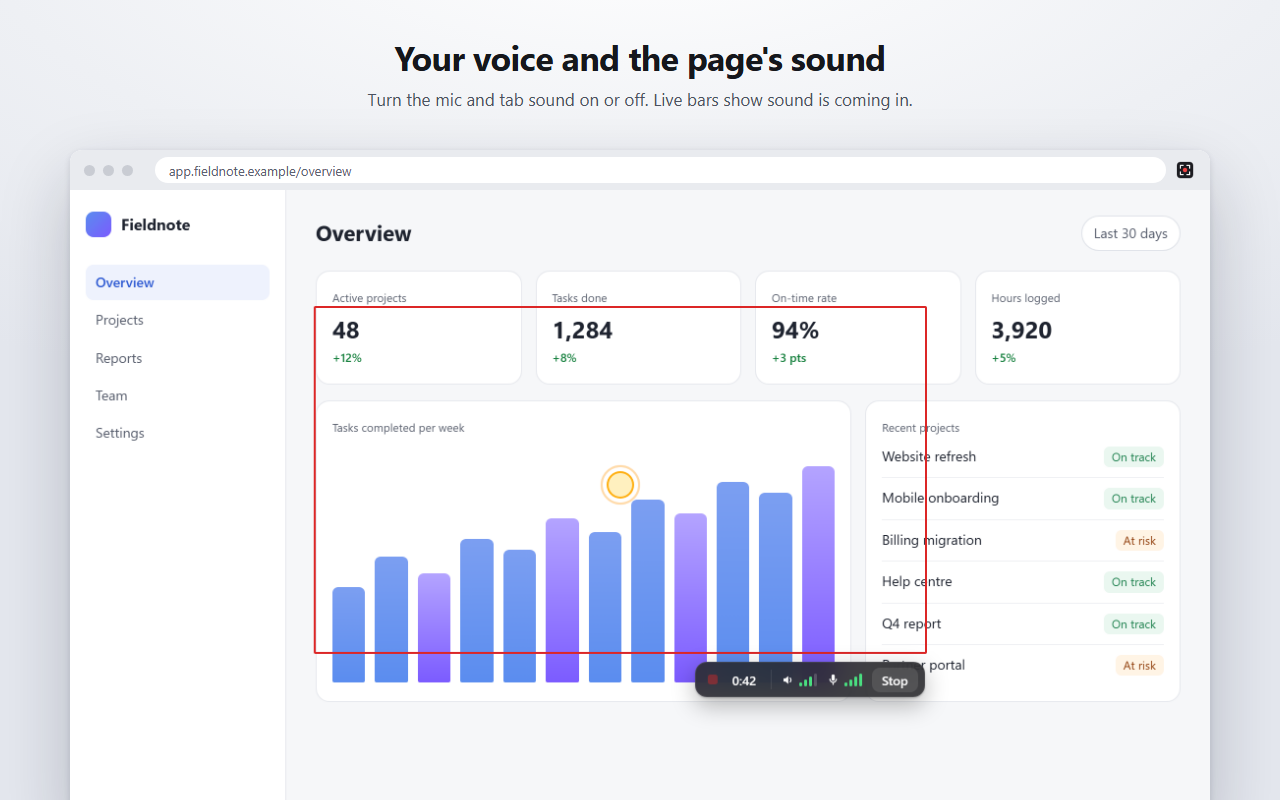 Your voice and the page's sound
Turn the mic and tab sound on or off. Live bars show sound is coming in.
app.fieldnote.example/overview
Fieldnote
Overview
Projects
Reports
Team
Settings
Overview
Last 30 days
Active projects
48
+12%
Tasks done
1,284
+8%
On-time rate
94%
+3 pts
Hours logged
3,920
+5%
Tasks completed per week
Recent projects
Website refresh
On track
Mobile onboarding
On track
Billing migration
At risk
Help centre
On track
Q4 report
On track
portal
At risk
0:42
Stop